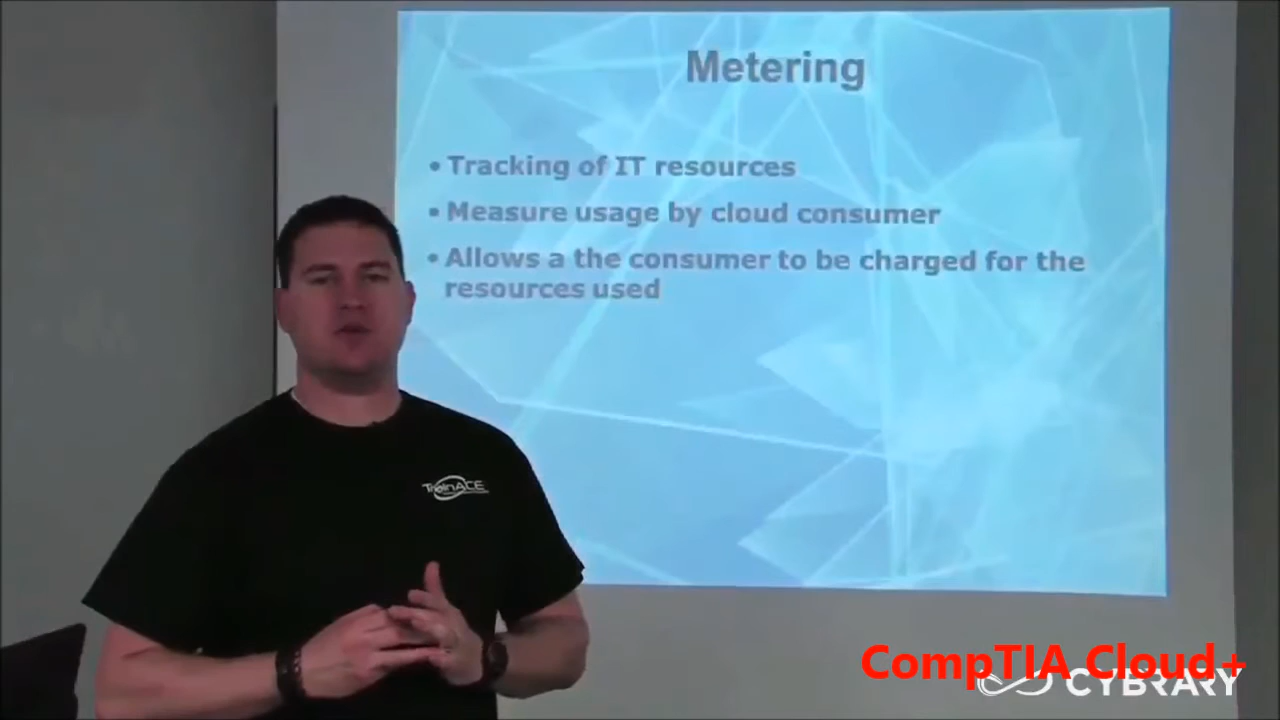 Metering
• Tracking of IT resources
• Measure usage by cloud consumer
• Allows a the consumer to be charged for the
resources used
TrainACE
CompTIA Cloud+
CYBRARY